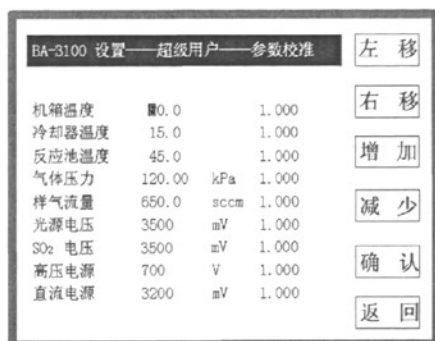 BA-3100 设置——超级用户——参数校准
机箱温度 0.0 1.000
冷却器温度 15.0 1.000
反应池温度 45.0 1.000
气体压力 120.00 kPa 1.000
样气流量 650.0 sccm 1.000
光源电压 3500 mV 1.000
SO₂ 电压 3500 mV 1.000
高压电源 700 V 1.000
直流电源 3200 mV 1.000
左移
右移
增加
减少
确认
返回